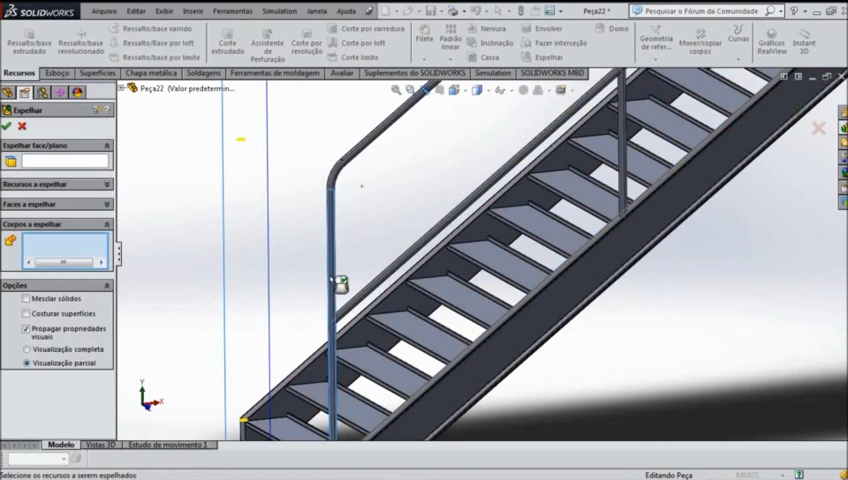 SOLIDWORKS
Arquivo Editar Exibir Inserir Ferramentas Simulation Janela Ajuda
Peça22 *
Pesquisar o Fórum da Comunidade
Ressalto/base extrudado
Ressalto/base revolucionado
Ressalto/base varrido
Ressalto/base por loft
Ressalto/base por limite
Corte extrudado
Assistente de Perfuração
Corte por revolução
Corte por varredura
Corte por loft
Corte por limite
Filete
Padrão linear
Nervura
Inclinação
Casca
Envolver
Interseção
Espelhar
Domo
Geometria de refer...
Mover/copiar corpos
Curvas
Gráficos RealView
Instant 3D
Recursos Esboço Superfícies Chapa metálica Soldagens Ferramentas de moldagem Avaliar Suplementos do SOLIDWORKS Simulation SOLIDWORKS MBD
Peça22 (Valor predetermin...
Espelhar
Espelhar face/plano
Recursos a espelhar
Faces a espelhar
Corpos a espelhar
Opções
Mesclar sólidos
Costurar superfícies
Propagar propriedades visuais
Visualização completa
Visualização parcial
Y
X
Modelo Vistas 3D Estudo de movimento 1
Selecione os recursos a serem espelhados
Editando Peça
MMGS